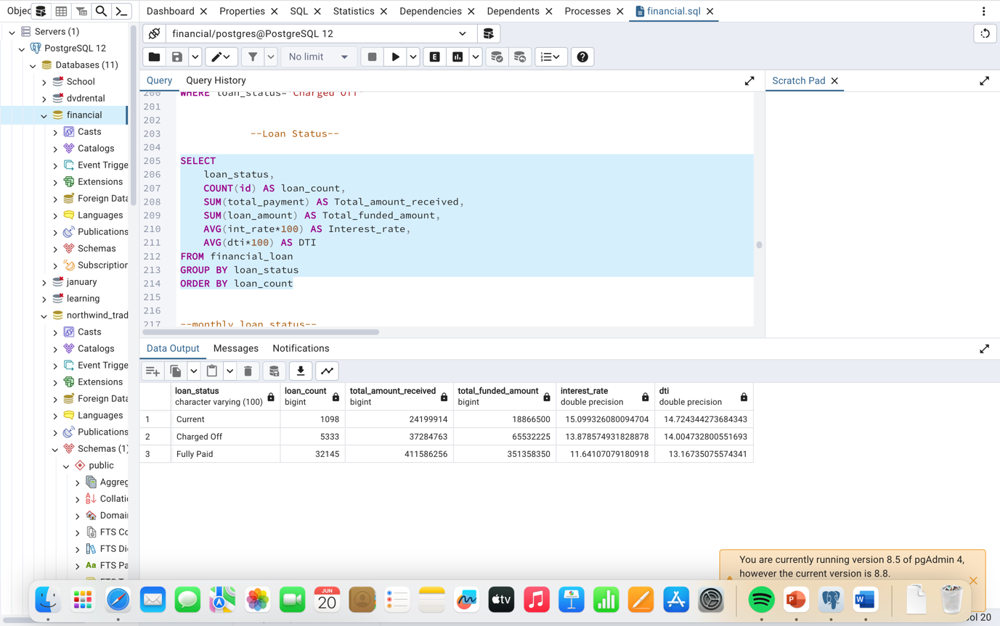 Objec
Dashboard
Properties
SQL
Statistics
Dependencies
Dependents
Processes
financial.sql
Servers (1)
PostgreSQL 12
Databases (11)
School
dvdrental
financial
Casts
Catalogs
Event Trigge
Extensions
Foreign Data
Languages
Publications
Schemas
Subscription
january
learning
northwind_trad
Casts
Catalogs
Event Trigge
Extensions
Foreign Data
Languages
Publications
Schemas (1)
public
Aggreg
Collatio
Domai
FTS Co
FTS Di
Aa FTS Pa
financial/postgres@PostgreSQL 12
No limit
E
Query
Query History
Scratch Pad
200 WHERE loan_status='Charged Off'
201
202
203 --Loan Status--
204
205 SELECT
206 loan_status,
207 COUNT(id) AS loan_count,
208 SUM(total_payment) AS Total_amount_received,
209 SUM(loan_amount) AS Total_funded_amount,
210 AVG(int_rate*100) AS Interest_rate,
211 AVG(dti*100) AS DTI
212 FROM financial_loan
213 GROUP BY loan_status
214 ORDER BY loan_count
215
216
217 --monthly loan status--
Data Output
Messages
Notifications
loan_status
character varying (100)
loan_count
bigint
total_amount_received
bigint
total_funded_amount
bigint
interest_rate
double precision
dti
double precision
1 Current 1098 24199914 18866500 15.099326080094704 14.724344273684343
2 Charged Off 5333 37284763 65532225 13.878574931828878 14.004732800551693
3 Fully Paid 32145 411586256 351358350 11.64107079180918 13.16735075574341
You are currently running version 8.5 of pgAdmin 4,
however the current version is 8.8.
JUN
20
tv
P
W
ol 20